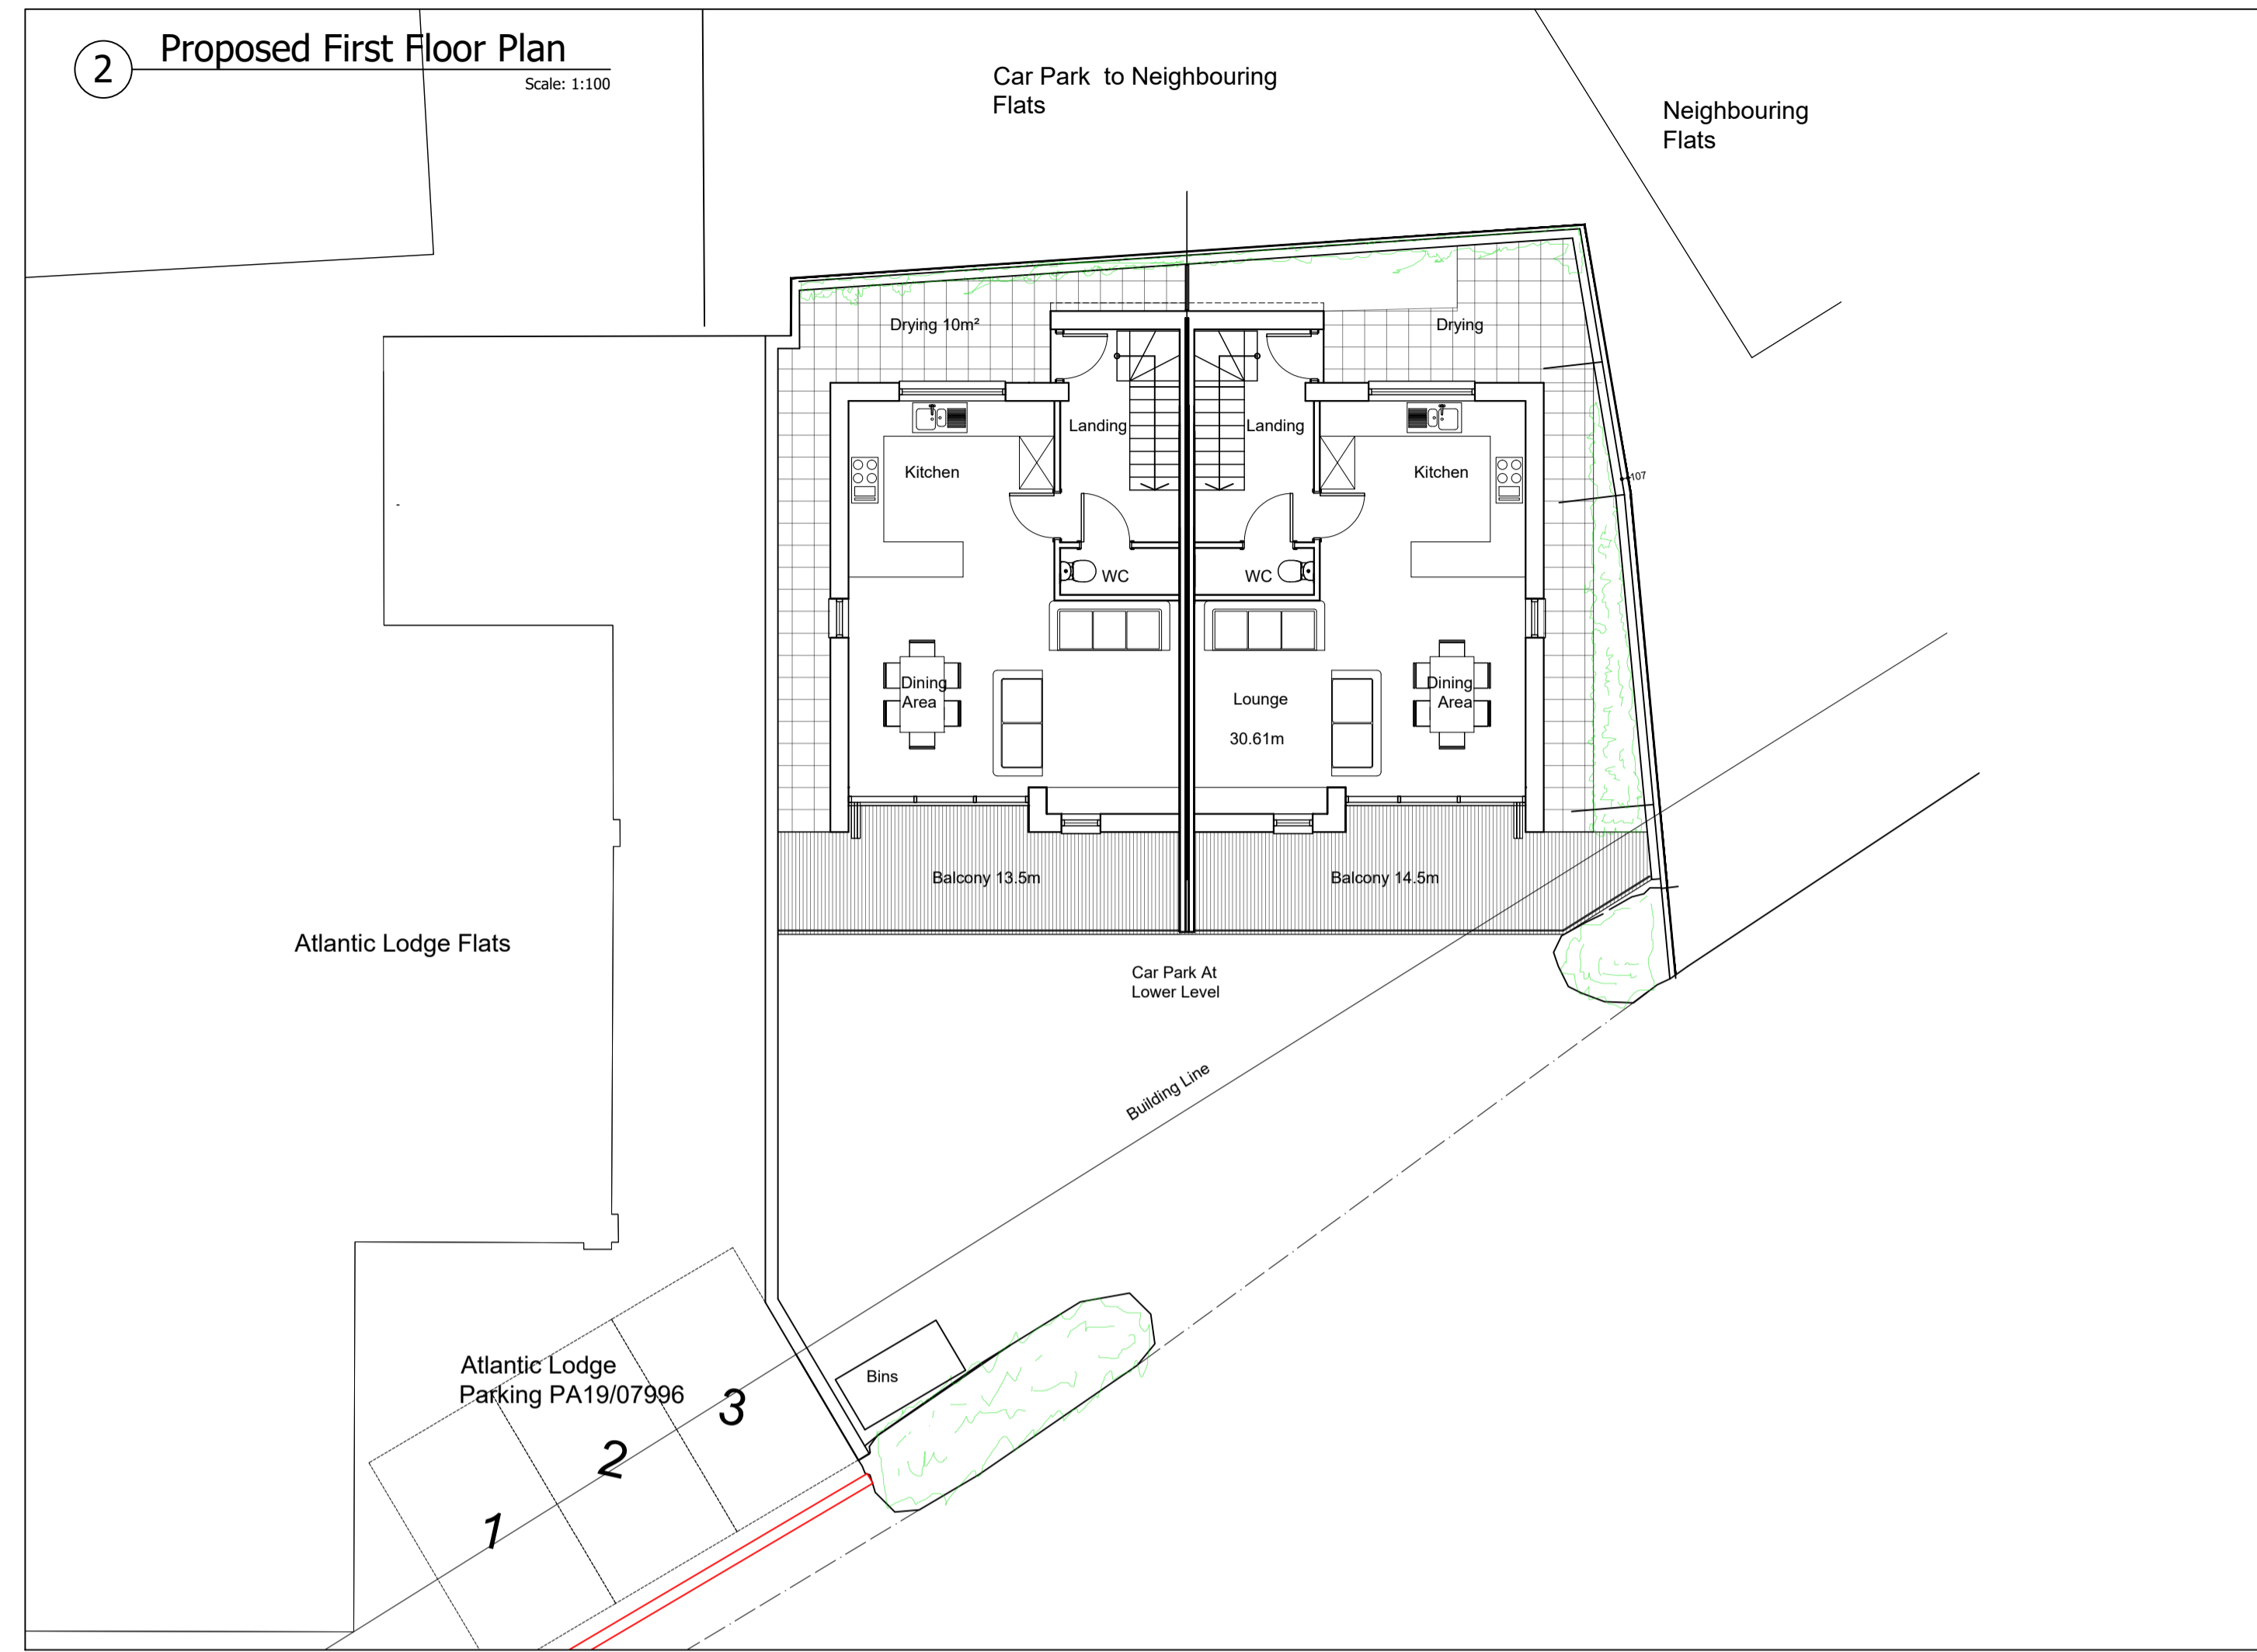 2
Proposed First Floor Plan
Scale: 1:100
Car Park to Neighbouring
Flats
Neighbouring
Flats
Drying 10m²
Drying
Landing
Landing
Kitchen
Kitchen
107
WC
WC
Dining
Area
Lounge
30.61m
Dining
Area
Balcony 13.5m
Balcony 14.5m
Atlantic Lodge Flats
Car Park At
Lower Level
Building Line
Atlantic Lodge
Parking PA19/07996
Bins
3
2
1